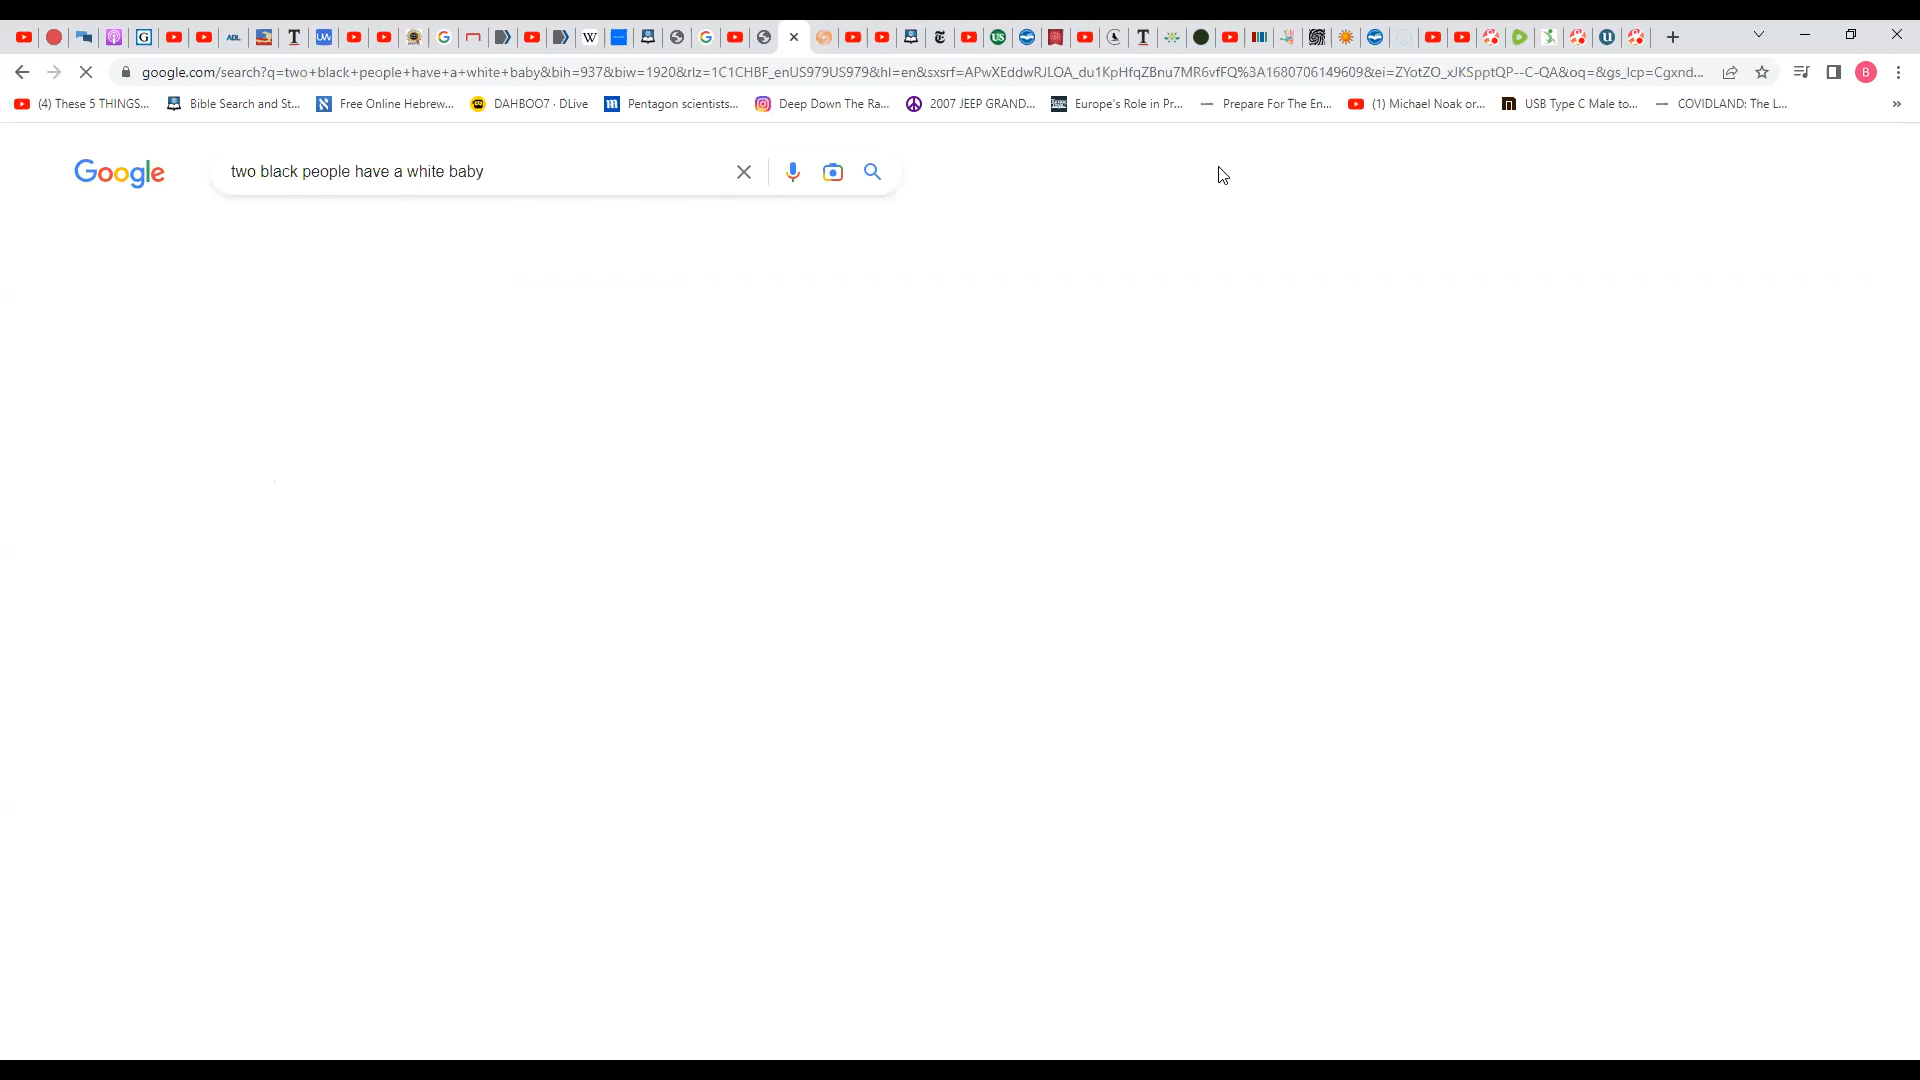 ADL
G
T
UW
W
T
US
T
U
google.com/search?q=two+black+people+have+a+white+baby&bih=937&biw=1920&rlz=1C1CHBF_enUS979US979&hl=en&sxsrf=APwXEddwRJLOA_du1KpHfqZBnu7MR6vfFQ%3A1680706149609&ei=ZYotZO_xJKSpptQP--C-QA&oq=&gs_lcp=Cgxnd...
B
(4) These 5 THINGS... Bible Search and St... Free Online Hebrew... DAHBOO7 · DLive Pentagon scientists... Deep Down The Ra... 2007 JEEP GRAND... Europe's Role in Pr... Prepare For The En... (1) Michael Noak or... USB Type C Male to... COVIDLAND: The L... »
Google two black people have a white baby